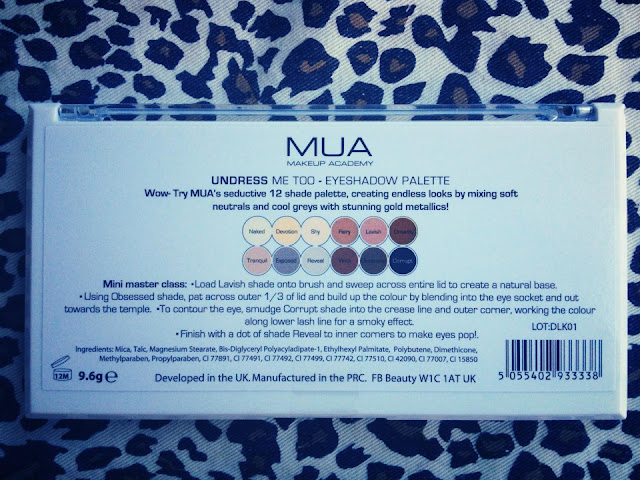 MUA
MAKEUP ACADEMY
UNDRESS ME TOO - EYESHADOW PALETTE
Wow- Try MUA's seductive 12 shade palette, creating endless looks by mixing soft
neutrals and cool greys with stunning gold metallics!
Naked Devotion Shy Fiery Lavish
Tranquil Exposed Reveal Corrupt
Mini master class: •Load Lavish shade onto brush and sweep across entire lid to create a natural base.
•Using Obsessed shade, pat across outer 1/3 of lid and build up the colour by blending into the eye socket and out
towards the temple. •To contour the eye, smudge Corrupt shade into the crease line and outer corner, working the colour
along lower lash line for a smoky effect.
•Finish with a dot of shade Reveal to inner corners to make eyes pop!.
LOT:DLK01
Ingredients: Mica, Talc, Magnesium Stearate, Bis-Diglyceryl Polyacyladipate-1, Ethylhexyl Palmitate, Polybutene, Dimethicone,
Methylparaben, Propylparaben, CI 77891, CI 77491, CI 77492, CI 77499, CI 77742, CI 77510, CI 42090, CI 77007, CI 15850
12M 9.6g e Developed in the UK. Manufactured in the PRC. FB Beauty W1C 1AT UK
5 055402 933338